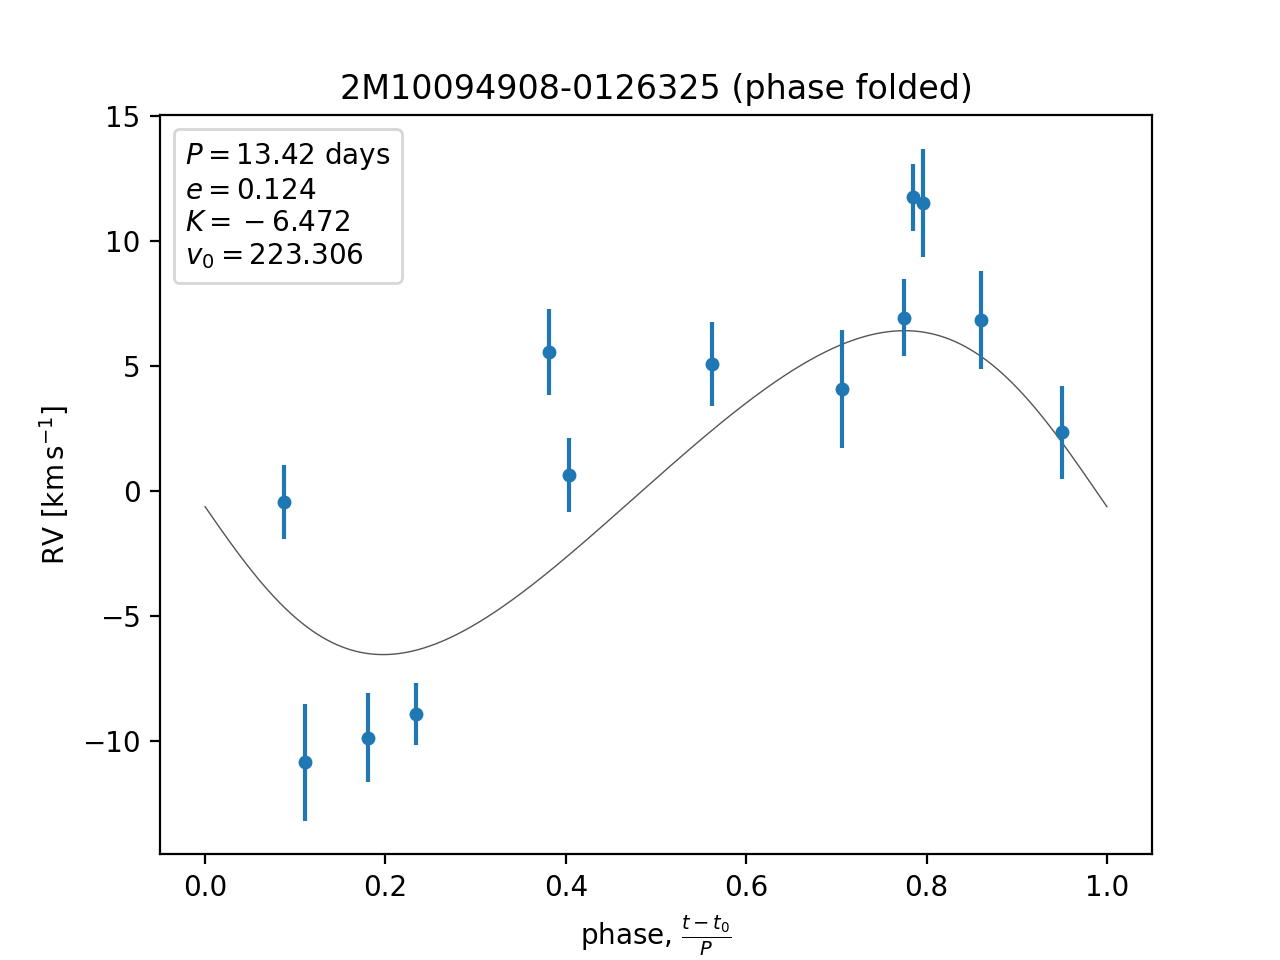 2M10094908-0126325 (phase folded)
P = 13.42 days
e = 0.124
K = −6.472
v₀ = 223.306
15
10
5
0
−5
−10
RV [km s⁻¹]
0.0 0.2 0.4 0.6 0.8 1.0
phase, (t − t₀)/P